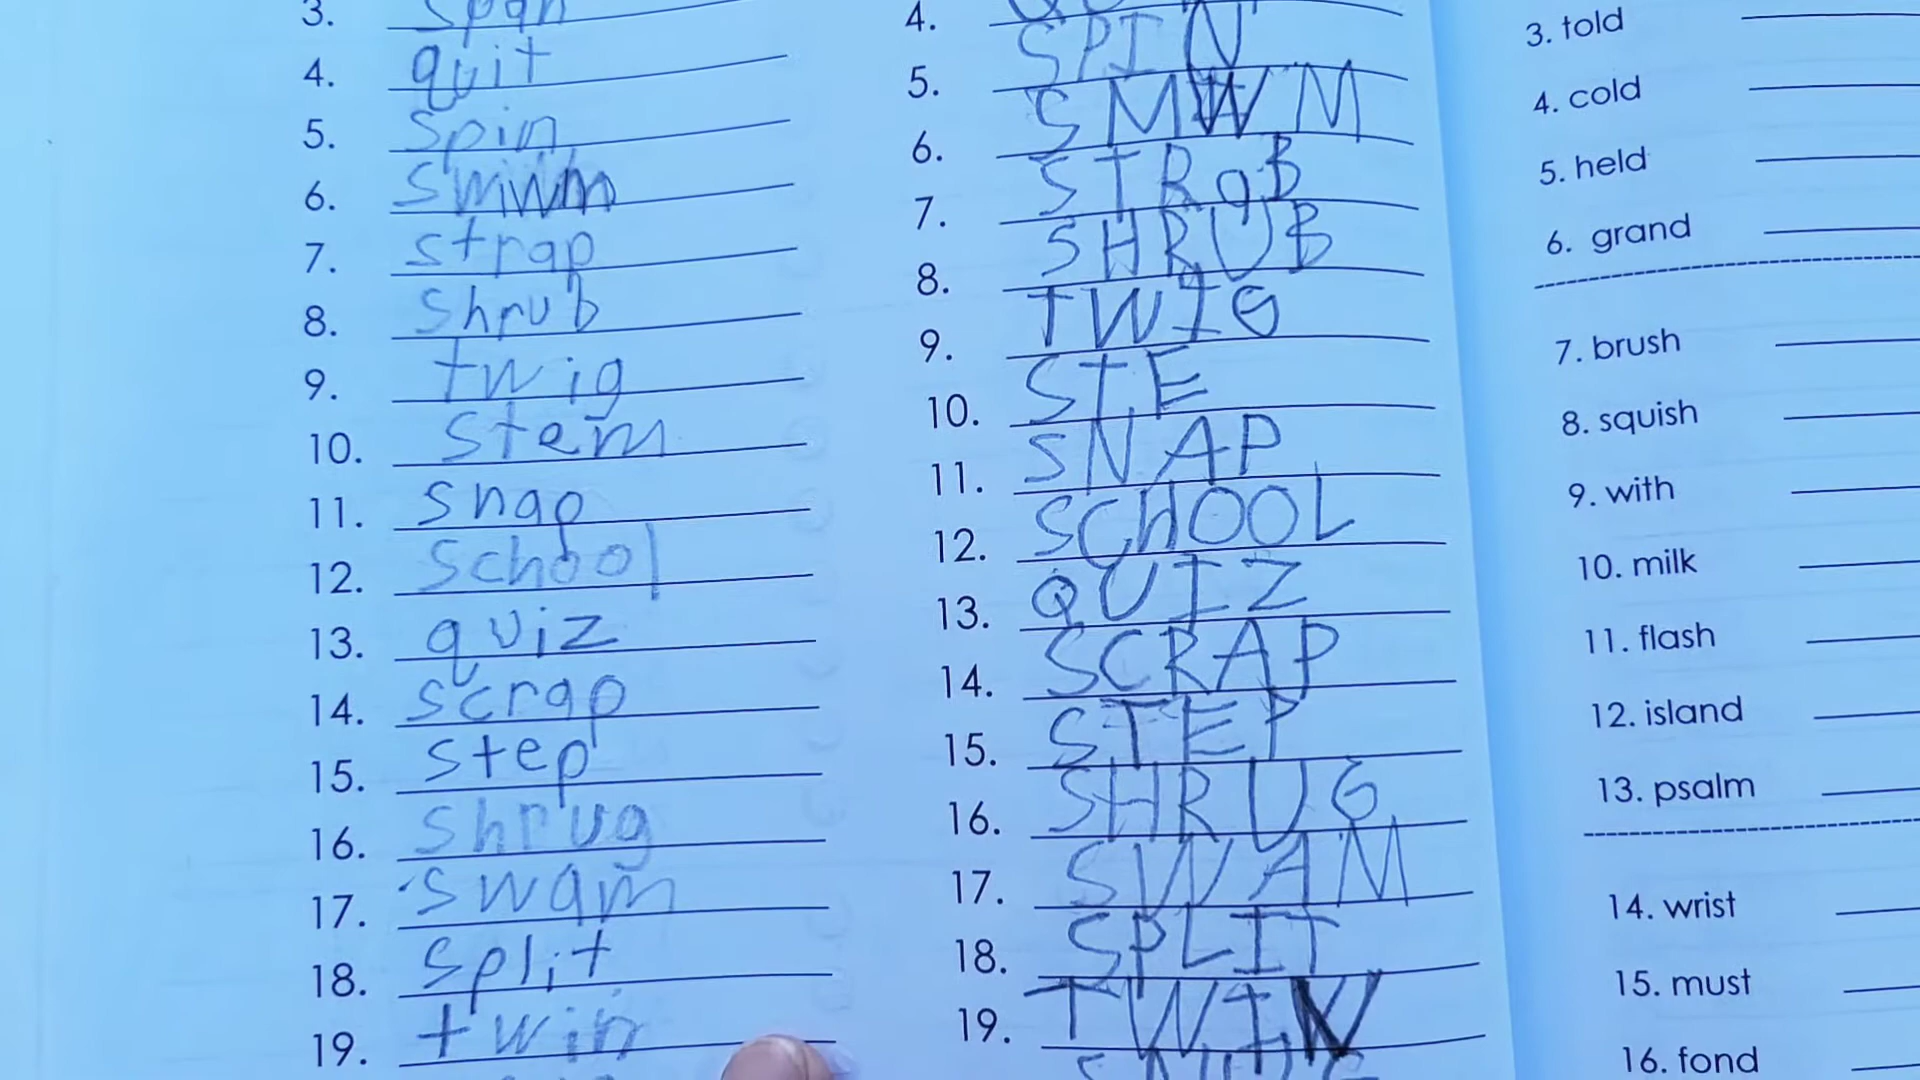 3. span
4. quit
5. spin
6. swwm
7. strap
8. shrub
9. twig
10. stem
11. snap
12. school
13. quiz
14. scrap
15. step
16. shrug
17. swam
18. split
19. twin
4.
SPIN
5. SMWM
6. STRaB
7. SHRUB
8. TWIG
9. STE
10. SNAP
11. SCHOOL
12. QUIZ
13. SCRAP
14. STEP
15. SHRUG
16. SWAM
17. SPLIT
18. TWIN
19.
3. told
4. cold
5. held
6. grand
7. brush
8. squish
9. with
10. milk
11. flash
12. island
13. psalm
14. wrist
15. must
16. fond